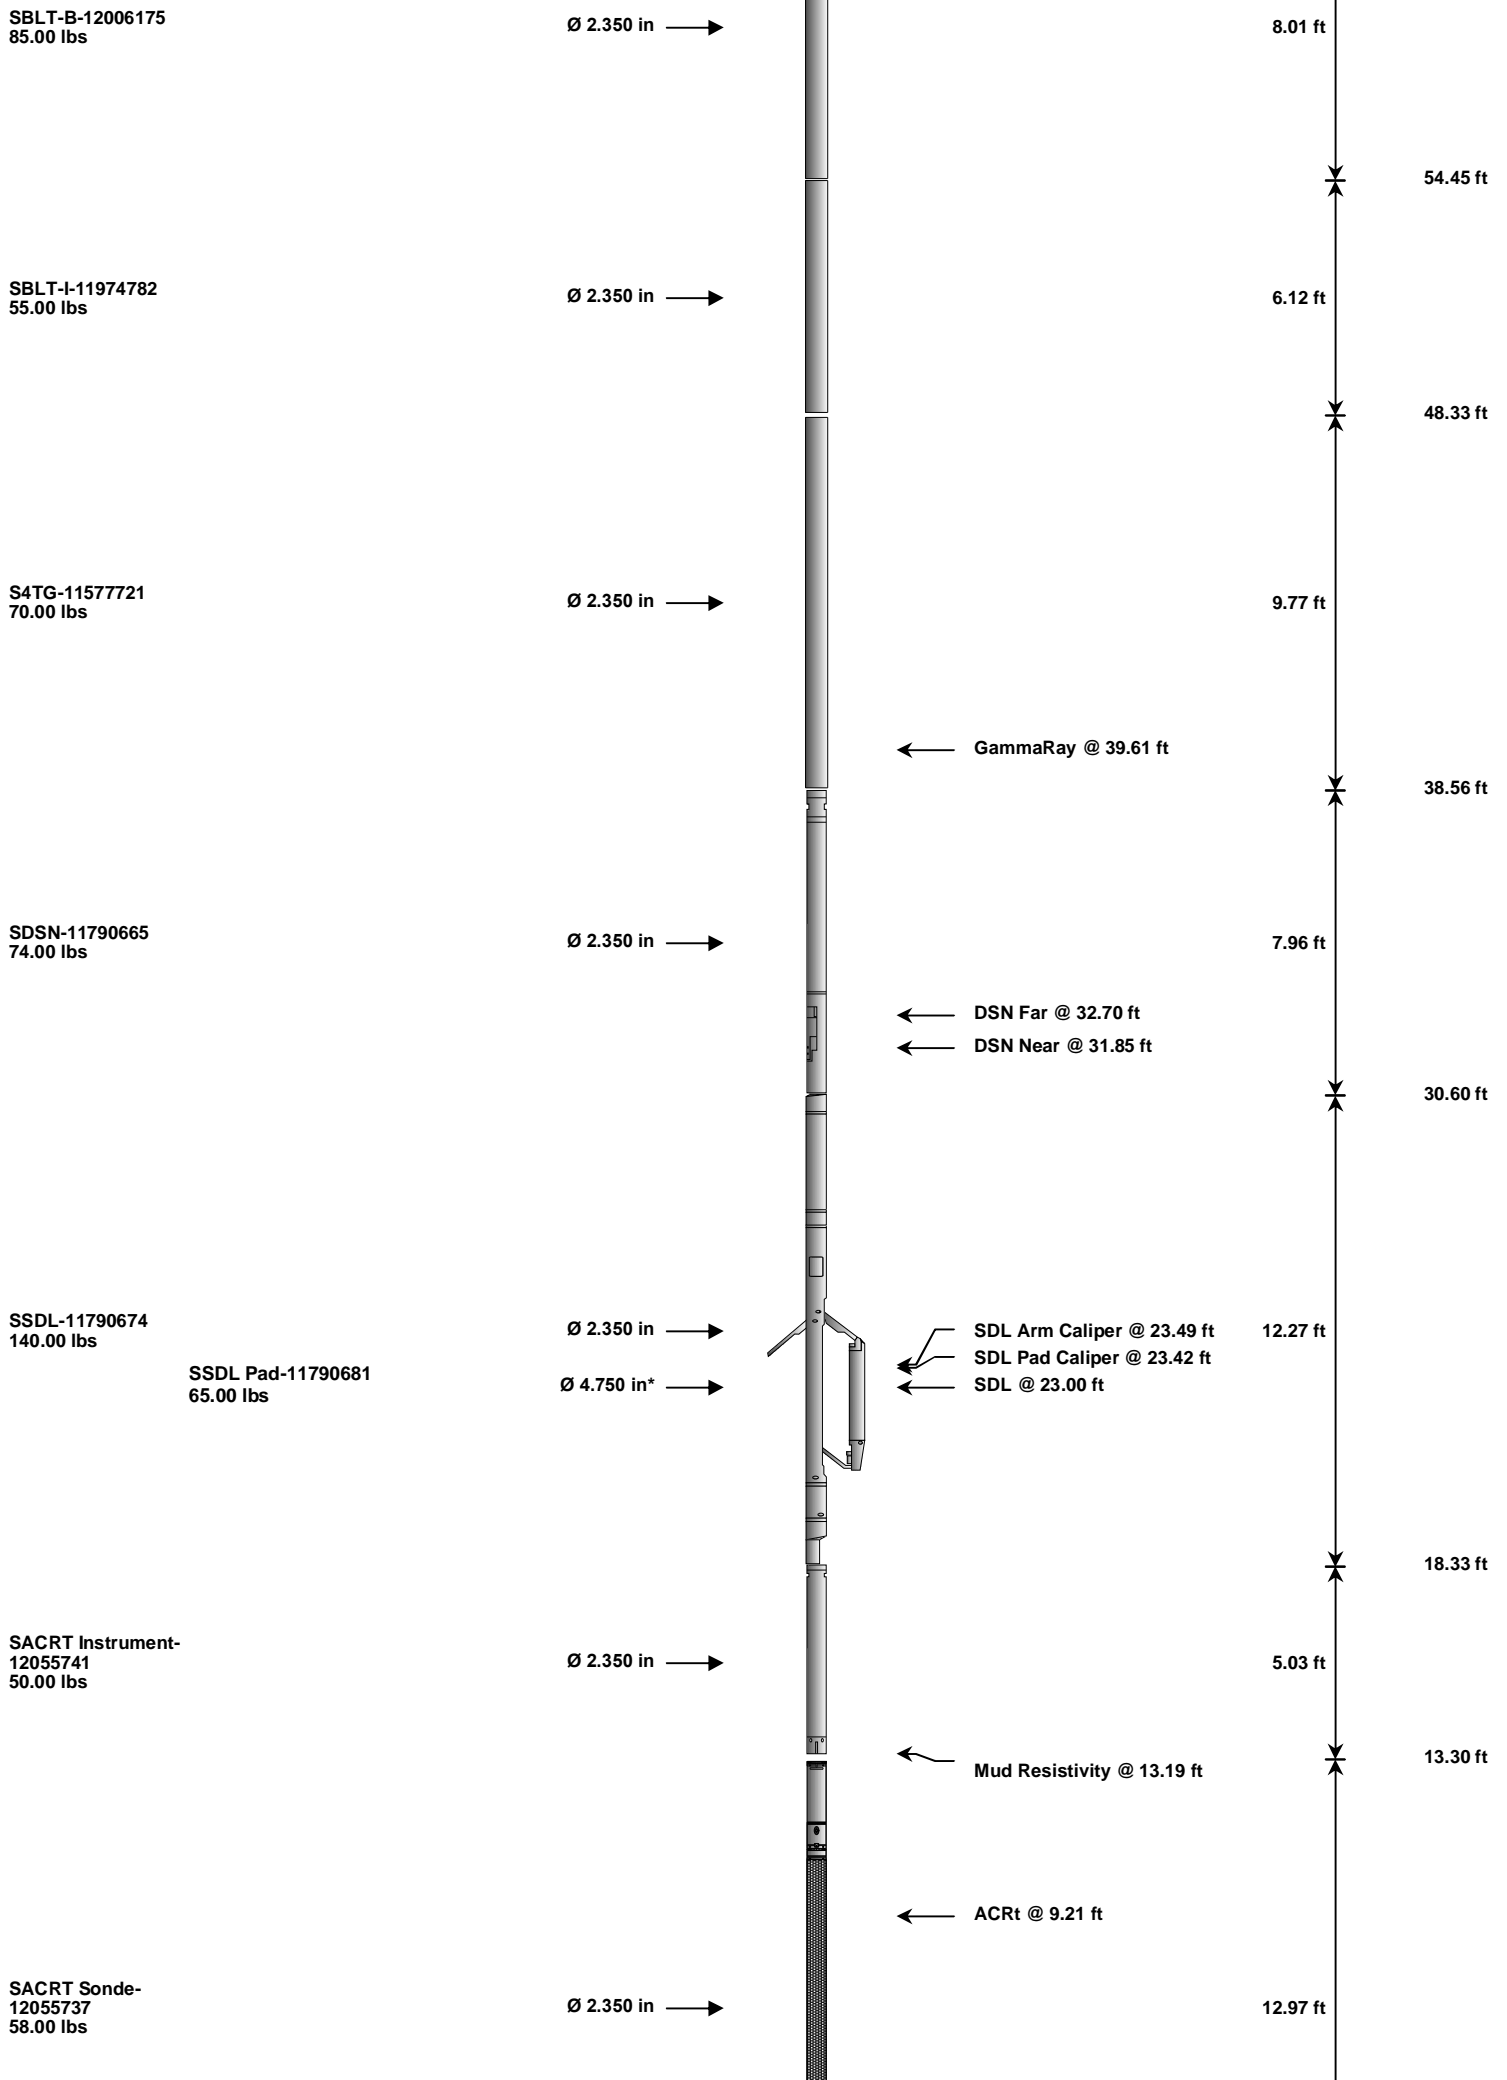 SBLT-B-12006175
85.00 lbs
Ø 2.350 in
8.01 ft
54.45 ft
SBLT-I-11974782
55.00 lbs
Ø 2.350 in
6.12 ft
48.33 ft
S4TG-11577721
70.00 lbs
Ø 2.350 in
9.77 ft
GammaRay @ 39.61 ft
38.56 ft
SDSN-11790665
74.00 lbs
Ø 2.350 in
7.96 ft
DSN Far @ 32.70 ft
DSN Near @ 31.85 ft
30.60 ft
SSDL-11790674
140.00 lbs
Ø 2.350 in
SDL Arm Caliper @ 23.49 ft
12.27 ft
SDL Pad Caliper @ 23.42 ft
SSDL Pad-11790681
65.00 lbs
Ø 4.750 in*
SDL @ 23.00 ft
18.33 ft
SACRT Instrument-
12055741
50.00 lbs
Ø 2.350 in
5.03 ft
13.30 ft
Mud Resistivity @ 13.19 ft
ACRt @ 9.21 ft
SACRT Sonde-
12055737
58.00 lbs
Ø 2.350 in
12.97 ft